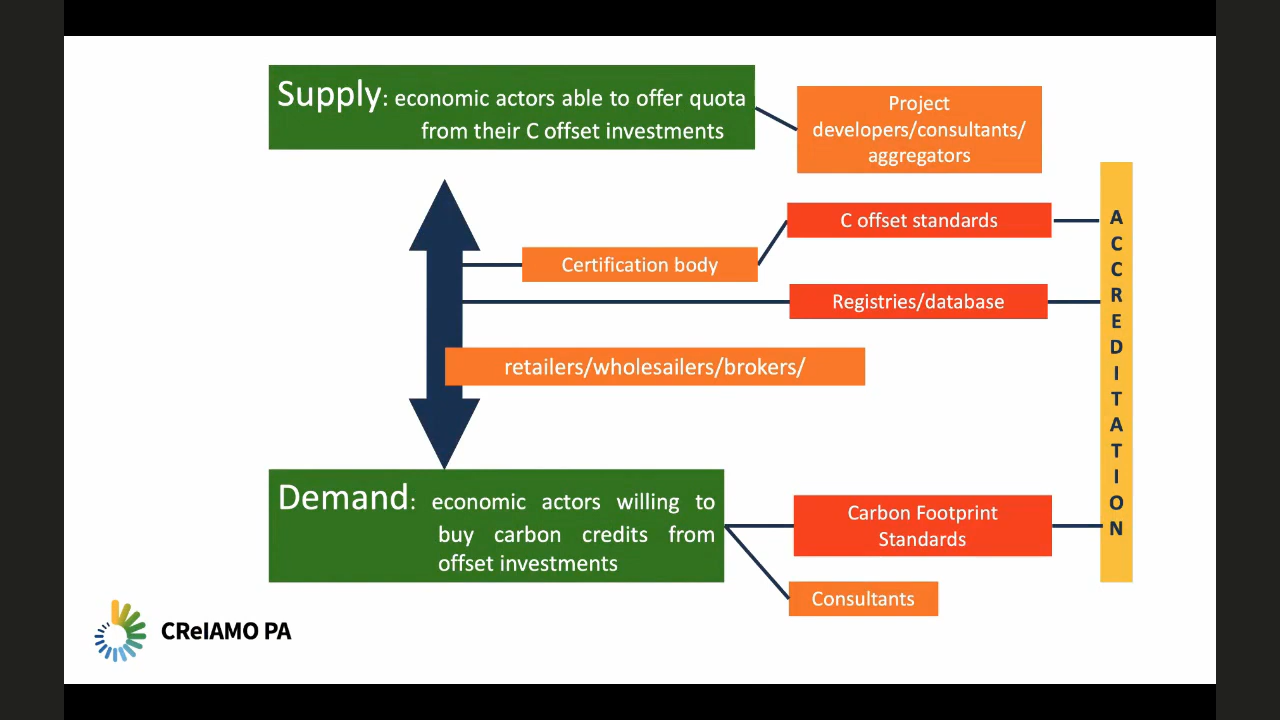 Supply: economic actors able to offer quota
from their C offset investments
Project
developers/consultants/
aggregators
C offset standards
Certification body
Registries/database
retailers/wholesailers/brokers/
ACCREDITATION
Demand: economic actors willing to
buy carbon credits from
offset investments
Carbon Footprint
Standards
Consultants
CReIAMO PA